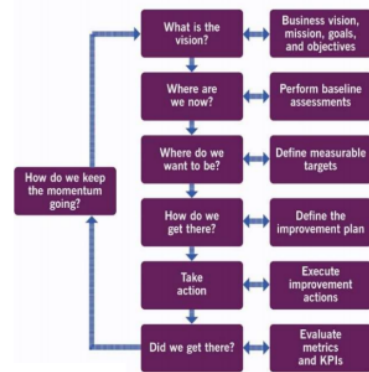 What is the
vision?
Business vision,
mission, goals,
and objectives
Where are
we now?
Perform baseline
assessments
Where do we
want to be?
Define measurable
targets
How do we keep
the momentum
going?
How do we
get there?
Define the
improvement plan
Take
action
Execute
improvement
actions
Did we get there?
Evaluate
metrics
and KPIs